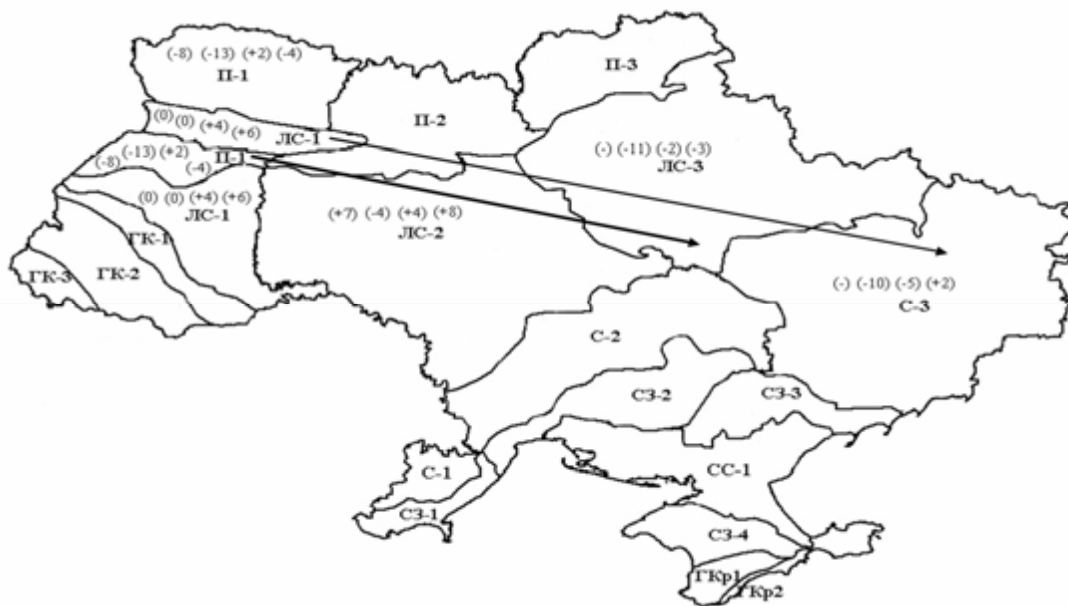 (-8) (-13) (+2) (-4)
П-1
П-3
П-2
(0) (0) (+4) (+6)
ЛС-1
(-8) (-13) (+2) (-4)
П-1
(-) (-11) (-2) (-3)
ЛС-3
(0) (0) (+4) (+6)
ЛС-1
(+7) (-4) (+4) (+8)
ЛС-2
ГК-1
ГК-2
ГК-3
(-) (-10) (-5) (+2)
С-3
С-2
СЗ-2
СЗ-3
С-1
СС-1
СЗ-1
СЗ-4
ГКр1
ГКр2